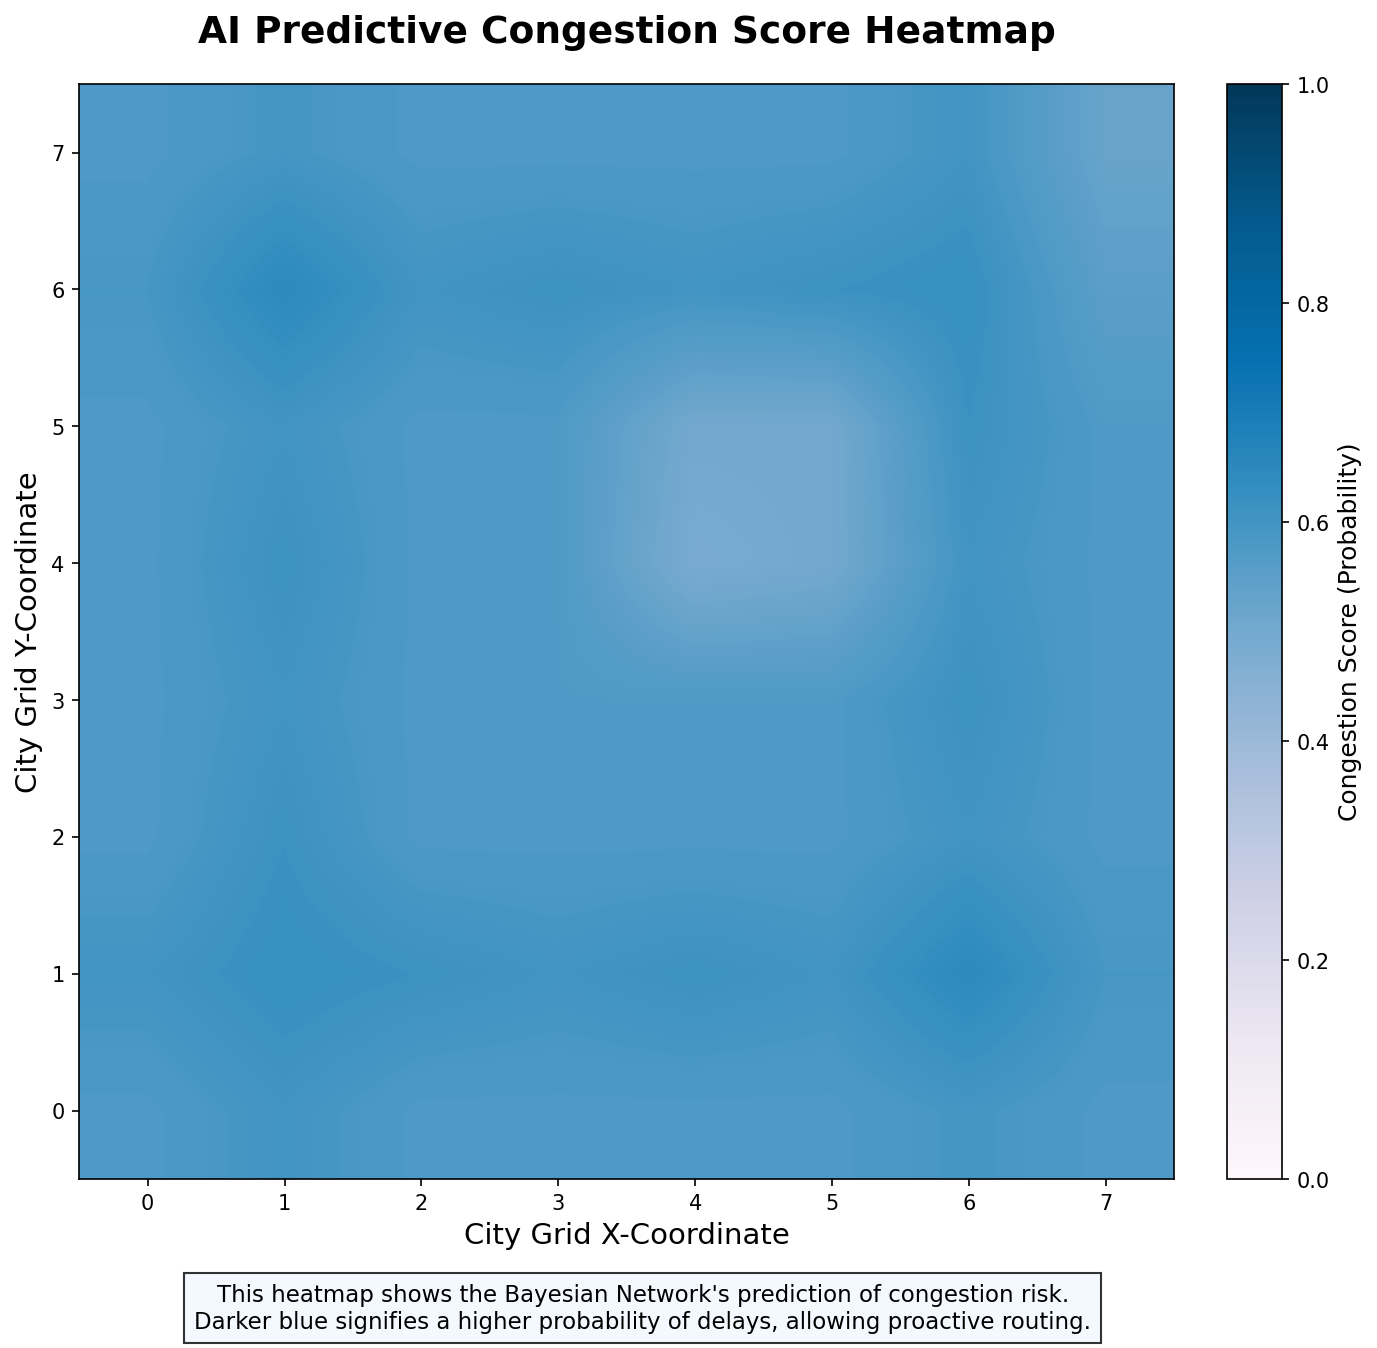 AI Predictive Congestion Score Heatmap
7
6
5
4
3
2
1
0
City Grid Y-Coordinate
0 1 2 3 4 5 6 7
City Grid X-Coordinate
1.0
0.8
0.6
0.4
0.2
0.0
Congestion Score (Probability)
This heatmap shows the Bayesian Network's prediction of congestion risk.
Darker blue signifies a higher probability of delays, allowing proactive routing.